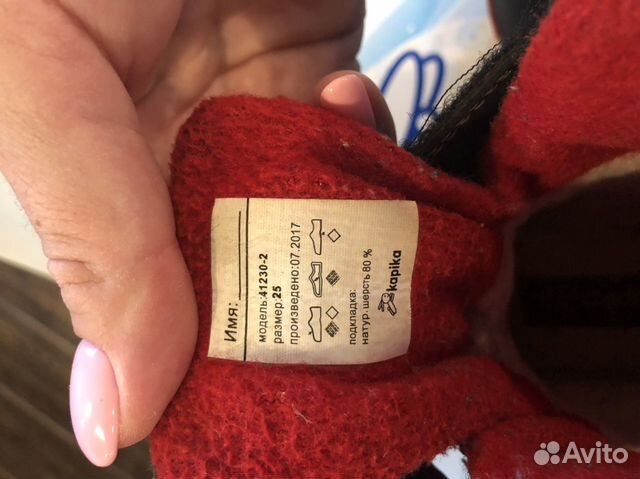 Имя:
модель:41230-2
размер:25
произведено:07.2017
подкладка:
натур. шерсть 80 %
kapika
Avito